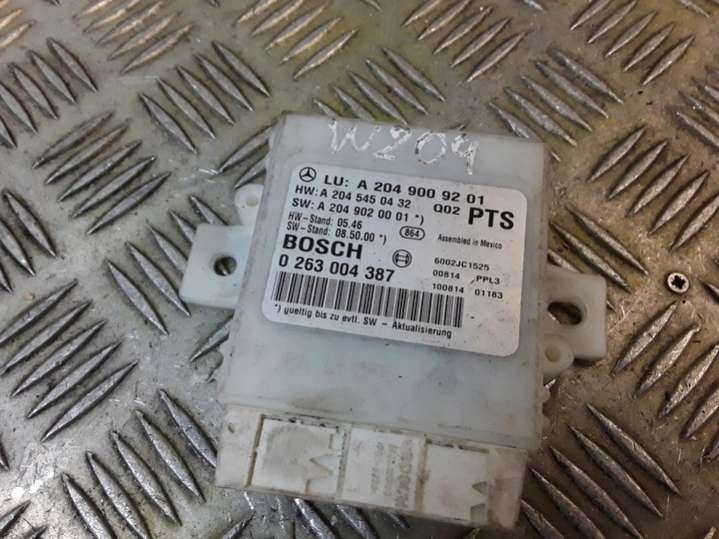 W204
LU: A 204 900 92 01
HW: A 204 545 04 32 Q02 PTS
SW: A 204 902 00 01 *)
HW-Stand: 05.46 864 Assembled in Mexico
SW-Stand: 08.50.00 *)
BOSCH 6002JC1525
0 263 004 387 00814 PPL3
100814 01183
*) gueltig bis zu evtl. SW - Aktualisierung